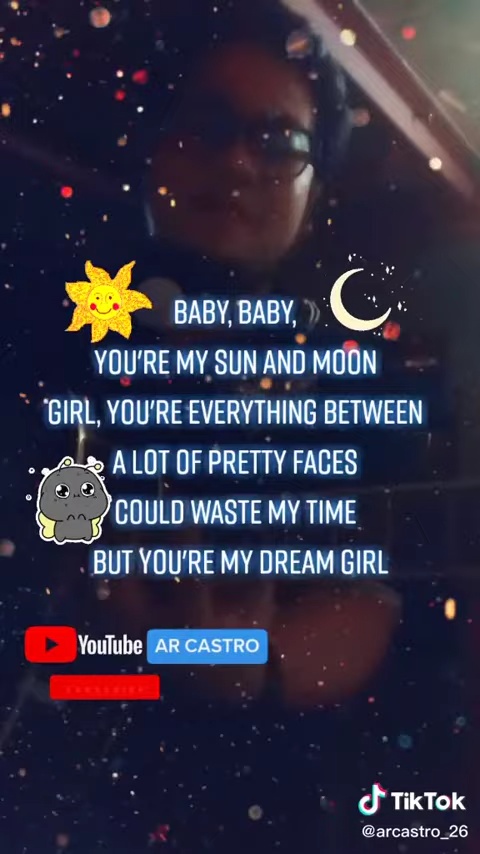 BABY, BABY,
YOU'RE MY SUN AND MOON
GIRL, YOU'RE EVERYTHING BETWEEN
A LOT OF PRETTY FACES
COULD WASTE MY TIME
BUT YOU'RE MY DREAM GIRL
YouTube AR CASTRO
TikTok
@arcastro_26